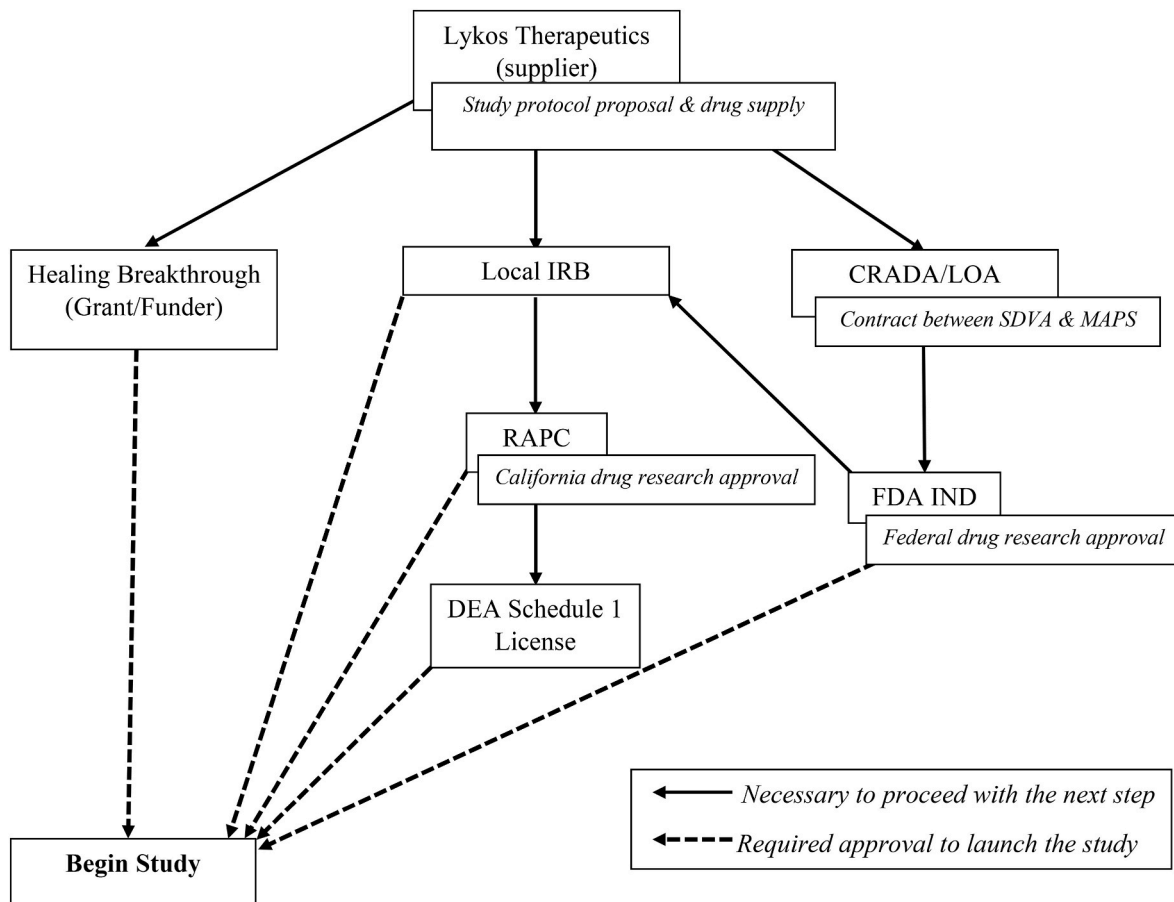 Lykos Therapeutics
(supplier)
Study protocol proposal & drug supply
Healing Breakthrough
(Grant/Funder)
Local IRB
CRADA/LOA
Contract between SDVA & MAPS
RAPC
California drug research approval
FDA IND
Federal drug research approval
DEA Schedule 1
License
Necessary to proceed with the next step
Required approval to launch the study
Begin Study